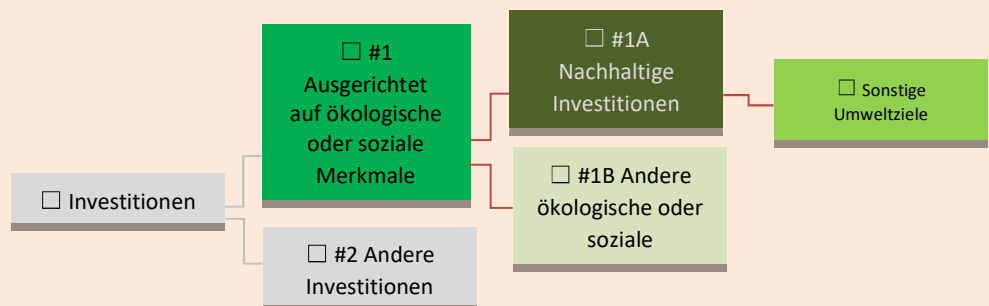 ☐ Investitionen
☐ #1
Ausgerichtet
auf ökologische
oder soziale
Merkmale
☐ #2 Andere
Investitionen
☐ #1A
Nachhaltige
Investitionen
☐ #1B Andere
ökologische oder
soziale
☐ Sonstige
Umweltziele